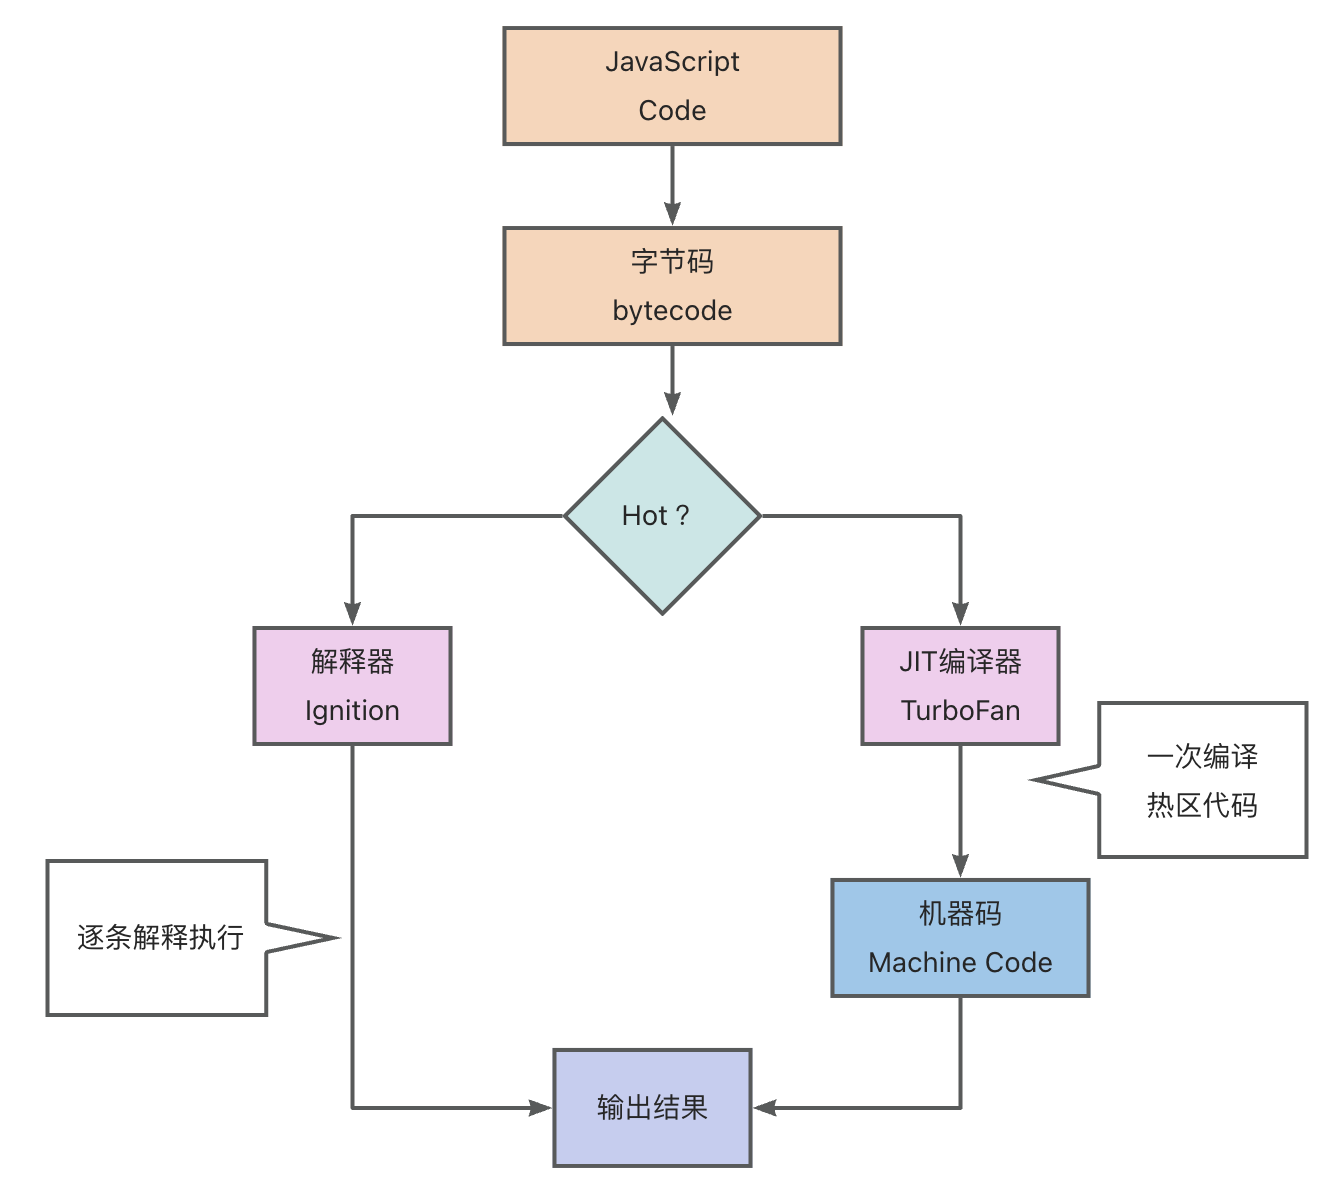 JavaScript
Code
字节码
bytecode
Hot ?
解释器
Ignition
JIT编译器
TurboFan
一次编译
热区代码
逐条解释执行
机器码
Machine Code
输出结果